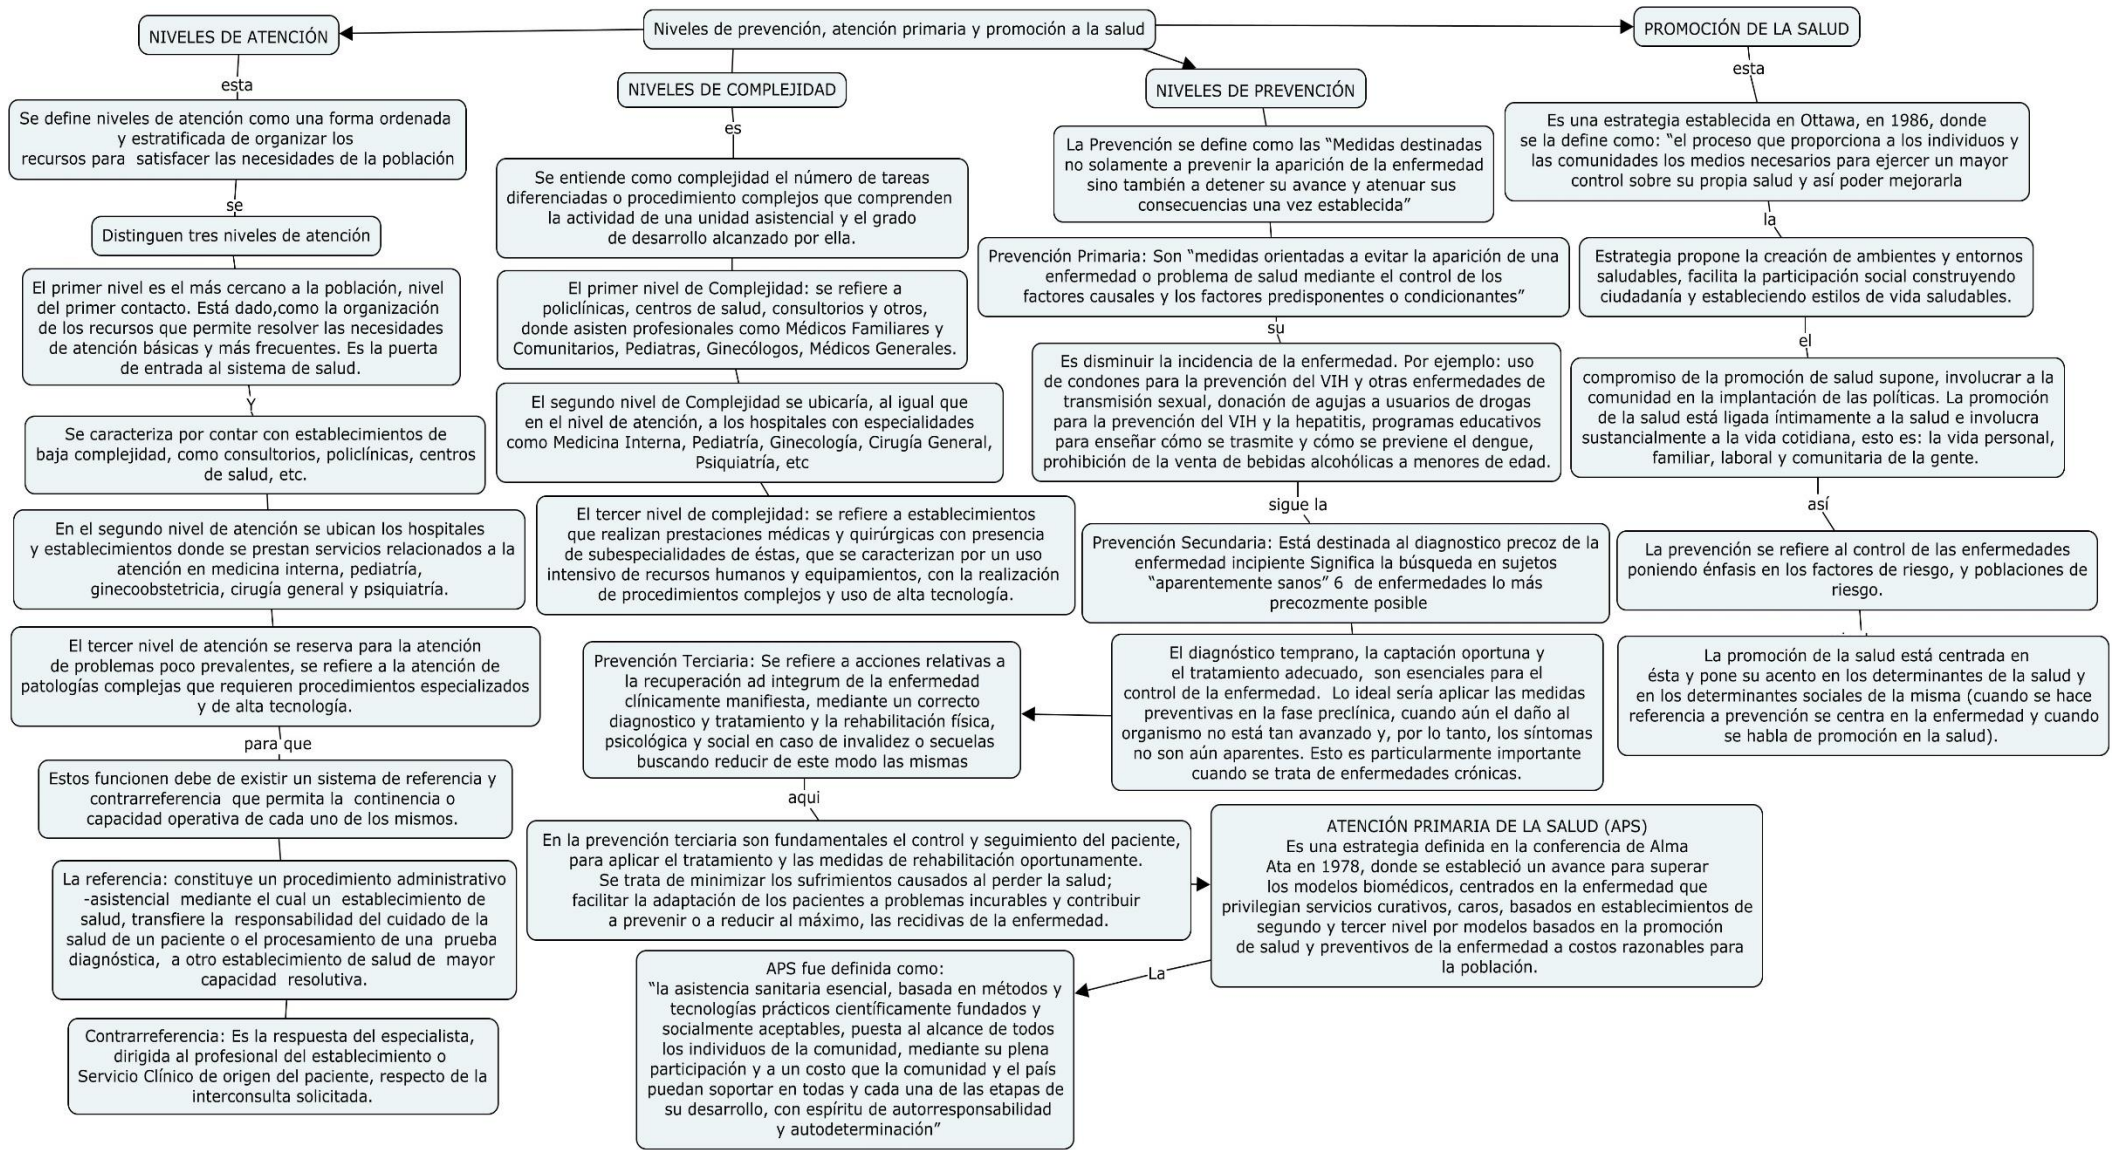 Niveles de prevención, atención primaria y promoción a la salud
NIVELES DE ATENCIÓN
esta
Se define niveles de atención como una forma ordenada
y estratificada de organizar los
recursos para satisfacer las necesidades de la población
se
Distinguen tres niveles de atención
El primer nivel es el más cercano a la población, nivel
del primer contacto. Está dado,como la organización
de los recursos que permite resolver las necesidades
de atención básicas y más frecuentes. Es la puerta
de entrada al sistema de salud.
Y
Se caracteriza por contar con establecimientos de
baja complejidad, como consultorios, policlínicas, centros
de salud, etc.
En el segundo nivel de atención se ubican los hospitales
y establecimientos donde se prestan servicios relacionados a la
atención en medicina interna, pediatría,
ginecoobstetricia, cirugía general y psiquiatría.
El tercer nivel de atención se reserva para la atención
de problemas poco prevalentes, se refiere a la atención de
patologías complejas que requieren procedimientos especializados
y de alta tecnología.
para que
Estos funcionen debe de existir un sistema de referencia y
contrarreferencia que permita la continencia o
capacidad operativa de cada uno de los mismos.
La referencia: constituye un procedimiento administrativo
-asistencial mediante el cual un establecimiento de
salud, transfiere la responsabilidad del cuidado de la
salud de un paciente o el procesamiento de una prueba
diagnóstica, a otro establecimiento de salud de mayor
capacidad resolutiva.
Contrarreferencia: Es la respuesta del especialista,
dirigida al profesional del establecimiento o
Servicio Clínico de origen del paciente, respecto de la
interconsulta solicitada.
NIVELES DE COMPLEJIDAD
es
Se entiende como complejidad el número de tareas
diferenciadas o procedimiento complejos que comprenden
la actividad de una unidad asistencial y el grado
de desarrollo alcanzado por ella.
El primer nivel de Complejidad: se refiere a
policlínicas, centros de salud, consultorios y otros,
donde asisten profesionales como Médicos Familiares y
Comunitarios, Pediatras, Ginecólogos, Médicos Generales.
El segundo nivel de Complejidad se ubicaría, al igual que
en el nivel de atención, a los hospitales con especialidades
como Medicina Interna, Pediatría, Ginecología, Cirugía General,
Psiquiatría, etc
El tercer nivel de complejidad: se refiere a establecimientos
que realizan prestaciones médicas y quirúrgicas con presencia
de subespecialidades de éstas, que se caracterizan por un uso
intensivo de recursos humanos y equipamientos, con la realización
de procedimientos complejos y uso de alta tecnología.
NIVELES DE PREVENCIÓN
La Prevención se define como las “Medidas destinadas
no solamente a prevenir la aparición de la enfermedad
sino también a detener su avance y atenuar sus
consecuencias una vez establecida”
Prevención Primaria: Son “medidas orientadas a evitar la aparición de una
enfermedad o problema de salud mediante el control de los
factores causales y los factores predisponentes o condicionantes”
su
Es disminuir la incidencia de la enfermedad. Por ejemplo: uso
de condones para la prevención del VIH y otras enfermedades de
transmisión sexual, donación de agujas a usuarios de drogas
para la prevención del VIH y la hepatitis, programas educativos
para enseñar cómo se trasmite y cómo se previene el dengue,
prohibición de la venta de bebidas alcohólicas a menores de edad.
sigue la
Prevención Secundaria: Está destinada al diagnostico precoz de la
enfermedad incipiente Significa la búsqueda en sujetos
“aparentemente sanos” 6 de enfermedades lo más
precozmente posible
El diagnóstico temprano, la captación oportuna y
el tratamiento adecuado, son esenciales para el
control de la enfermedad. Lo ideal sería aplicar las medidas
preventivas en la fase preclínica, cuando aún el daño al
organismo no está tan avanzado y, por lo tanto, los síntomas
no son aún aparentes. Esto es particularmente importante
cuando se trata de enfermedades crónicas.
Prevención Terciaria: Se refiere a acciones relativas a
la recuperación ad integrum de la enfermedad
clínicamente manifiesta, mediante un correcto
diagnostico y tratamiento y la rehabilitación física,
psicológica y social en caso de invalidez o secuelas
buscando reducir de este modo las mismas
aqui
En la prevención terciaria son fundamentales el control y seguimiento del paciente,
para aplicar el tratamiento y las medidas de rehabilitación oportunamente.
Se trata de minimizar los sufrimientos causados al perder la salud;
facilitar la adaptación de los pacientes a problemas incurables y contribuir
a prevenir o a reducir al máximo, las recidivas de la enfermedad.
ATENCIÓN PRIMARIA DE LA SALUD (APS)
Es una estrategia definida en la conferencia de Alma
Ata en 1978, donde se estableció un avance para superar
los modelos biomédicos, centrados en la enfermedad que
privilegian servicios curativos, caros, basados en establecimientos de
segundo y tercer nivel por modelos basados en la promoción
de salud y preventivos de la enfermedad a costos razonables para
la población.
La
APS fue definida como:
“la asistencia sanitaria esencial, basada en métodos y
tecnologías prácticos científicamente fundados y
socialmente aceptables, puesta al alcance de todos
los individuos de la comunidad, mediante su plena
participación y a un costo que la comunidad y el país
puedan soportar en todas y cada una de las etapas de
su desarrollo, con espíritu de autorresponsabilidad
y autodeterminación”
PROMOCIÓN DE LA SALUD
esta
Es una estrategia establecida en Ottawa, en 1986, donde
se la define como: “el proceso que proporciona a los individuos y
las comunidades los medios necesarios para ejercer un mayor
control sobre su propia salud y así poder mejorarla
la
Estrategia propone la creación de ambientes y entornos
saludables, facilita la participación social construyendo
ciudadanía y estableciendo estilos de vida saludables.
el
compromiso de la promoción de salud supone, involucrar a la
comunidad en la implantación de las políticas. La promoción
de la salud está ligada íntimamente a la salud e involucra
sustancialmente a la vida cotidiana, esto es: la vida personal,
familiar, laboral y comunitaria de la gente.
así
La prevención se refiere al control de las enfermedades
poniendo énfasis en los factores de riesgo, y poblaciones de
riesgo.
La promoción de la salud está centrada en
ésta y pone su acento en los determinantes de la salud y
en los determinantes sociales de la misma (cuando se hace
referencia a prevención se centra en la enfermedad y cuando
se habla de promoción en la salud).